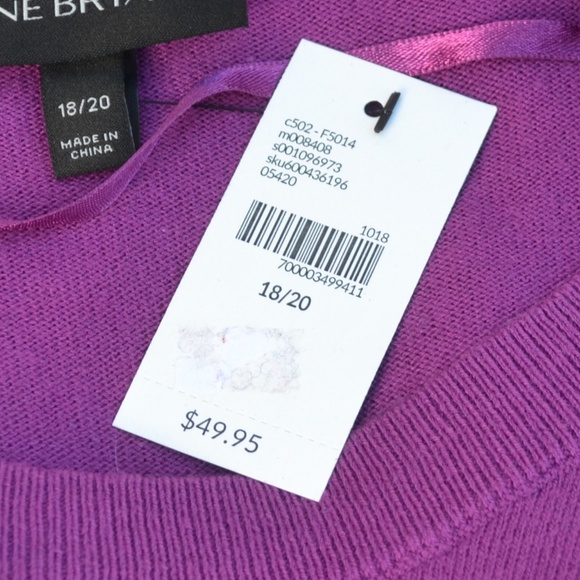 NE BRYA
18/20
MADE IN
CHINA
c502 - F5014
m008408
s001096973
sku600436196
05420
1018
700003499411
18/20
$49.95